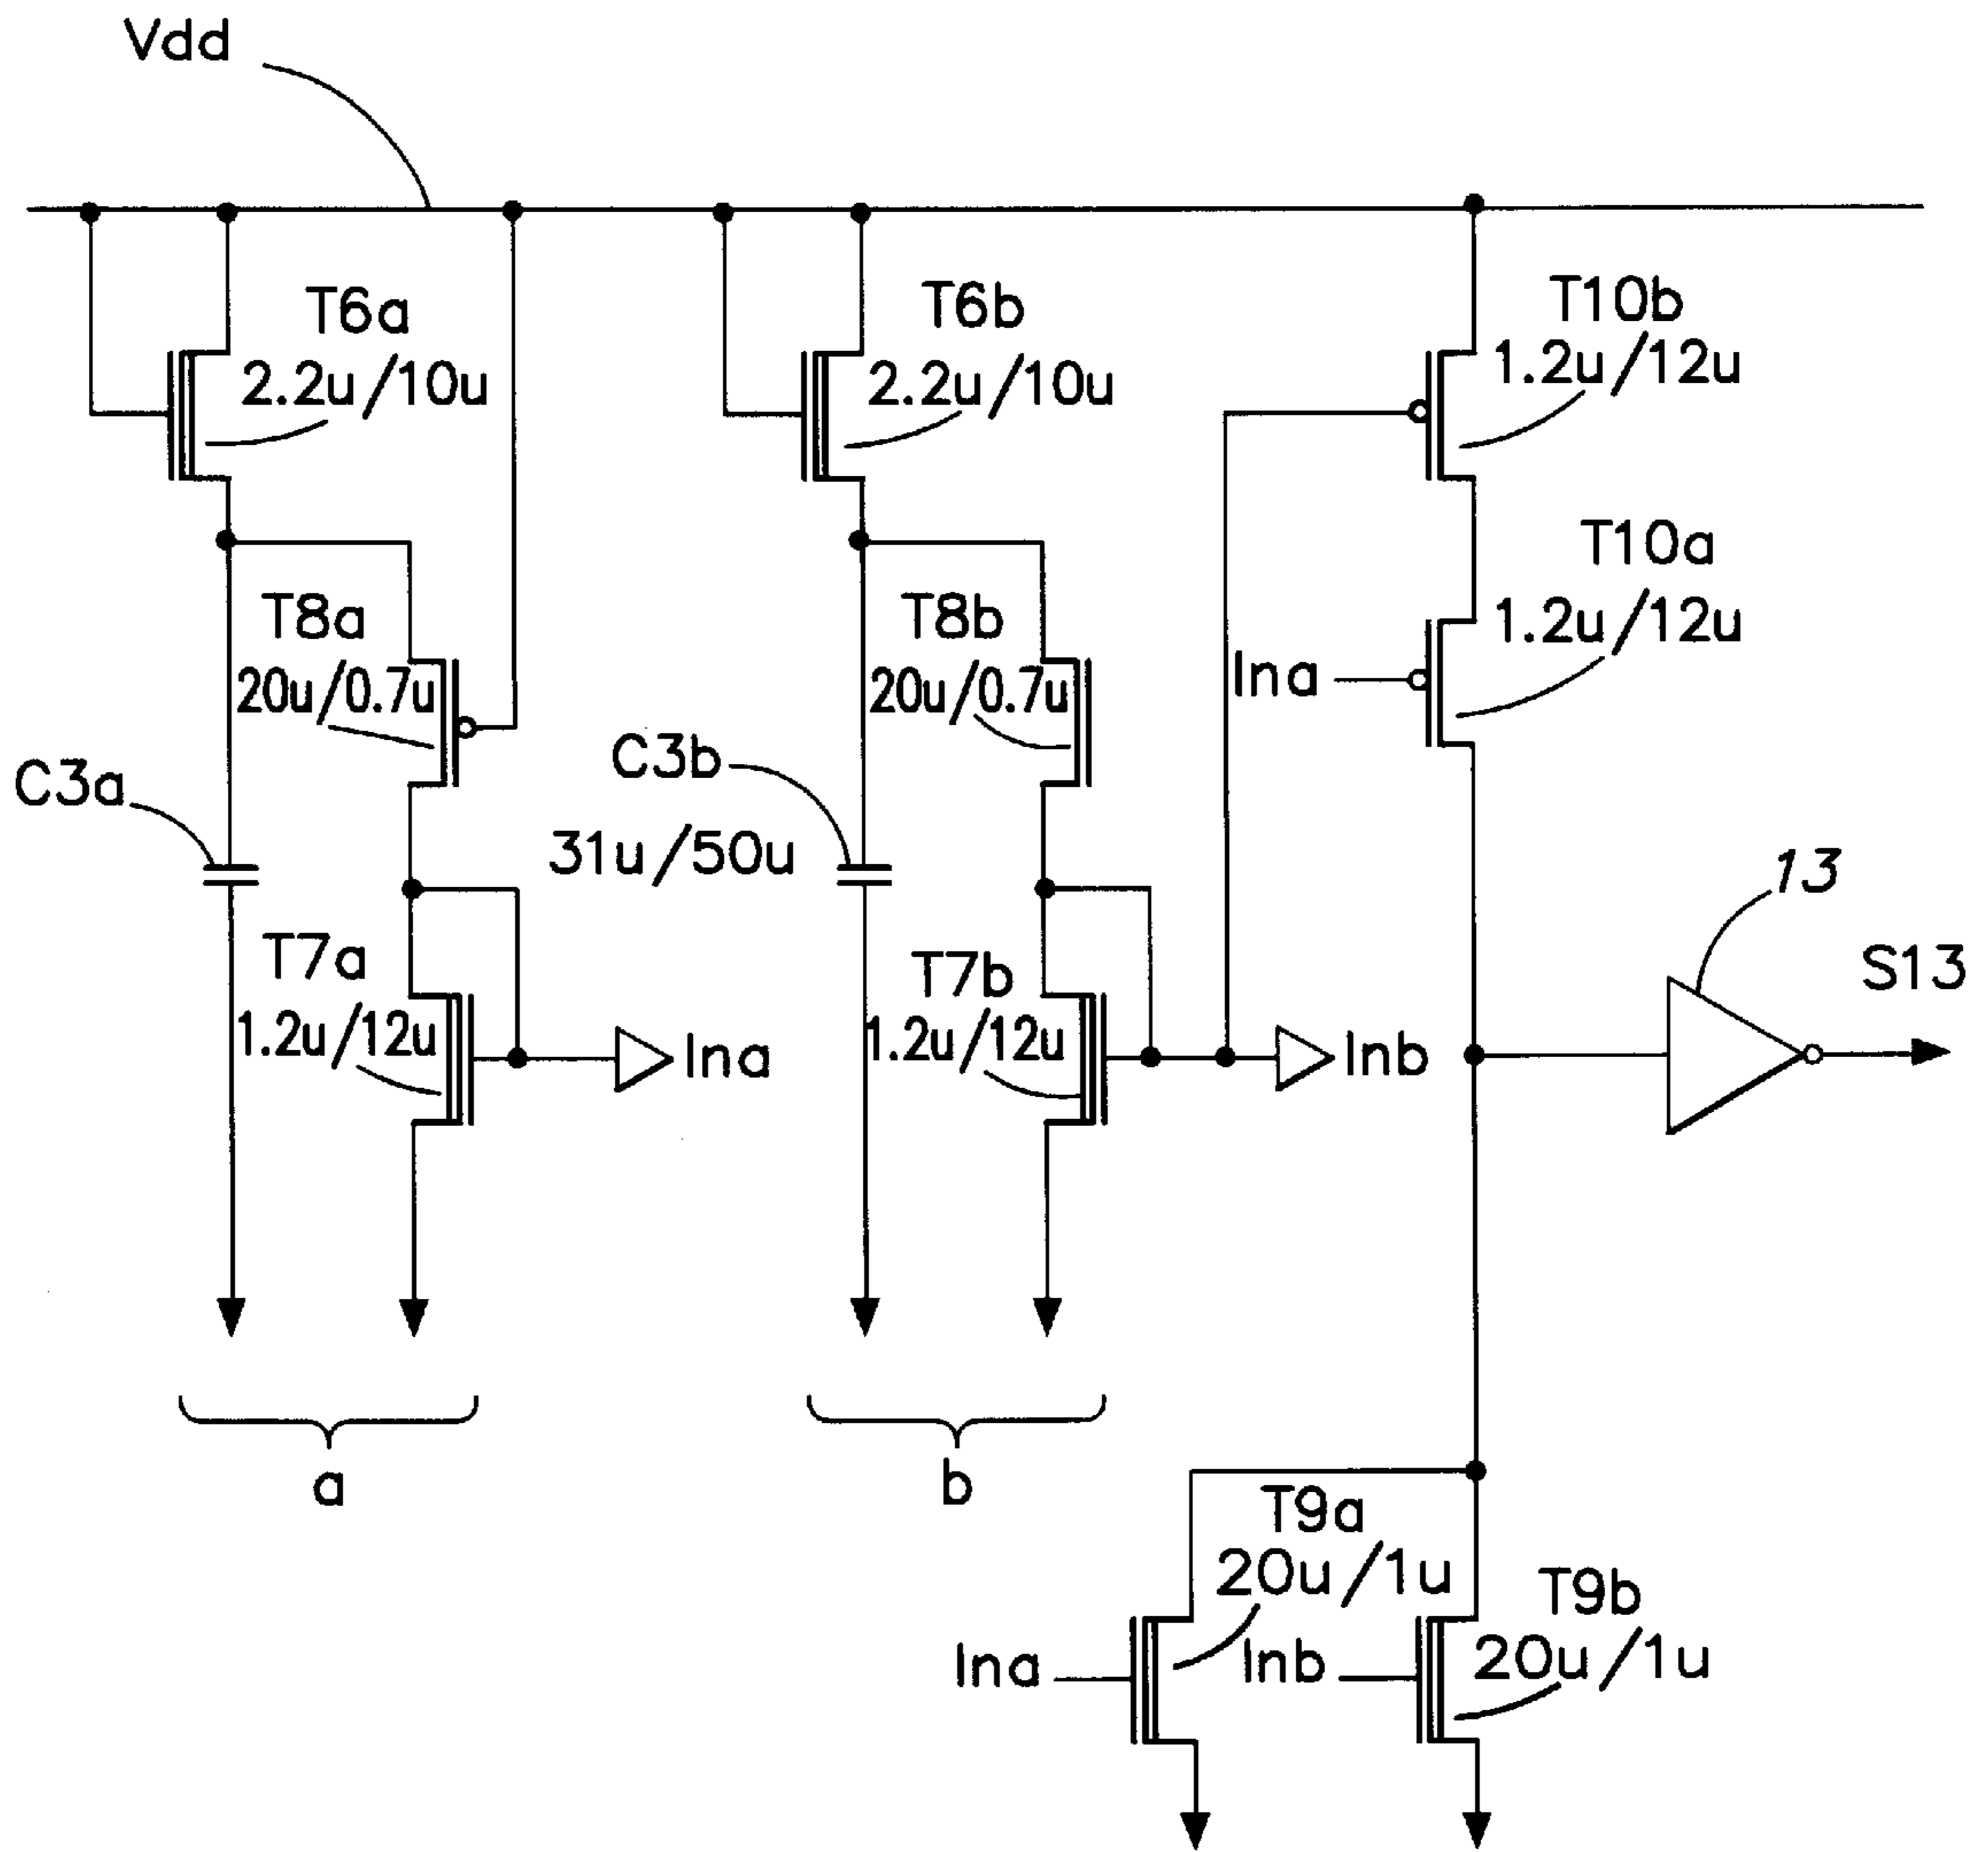 Vdd
T6a
2.2u/10u
T6b
2.2u/10u
T10b
1.2u/12u
T10a
1.2u/12u
T8a
20u/0.7u
T8b
20u/0.7u
Ina
C3a
C3b
31u/50u
13
S13
T7a
1.2u/12u
Ina
T7b
1.2u/12u
Inb
a
b
T9a
20u/1u
T9b
20u/1u
Ina
Inb